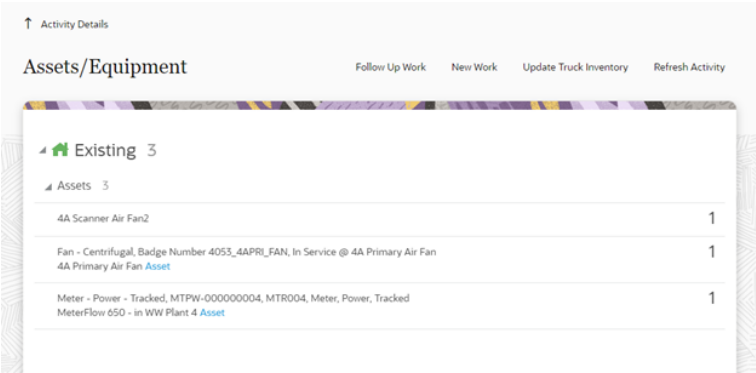 ↑ Activity Details
Assets/Equipment
Follow Up Work New Work Update Truck Inventory Refresh Activity
Existing 3
Assets 3
4A Scanner Air Fan2 1
Fan - Centrifugal, Badge Number 4053_4APRI_FAN, In Service @ 4A Primary Air Fan 1
4A Primary Air Fan Asset
Meter - Power - Tracked, MTPW-000000004, MTR004, Meter, Power, Tracked 1
MeterFlow 650 - in WW Plant 4 Asset